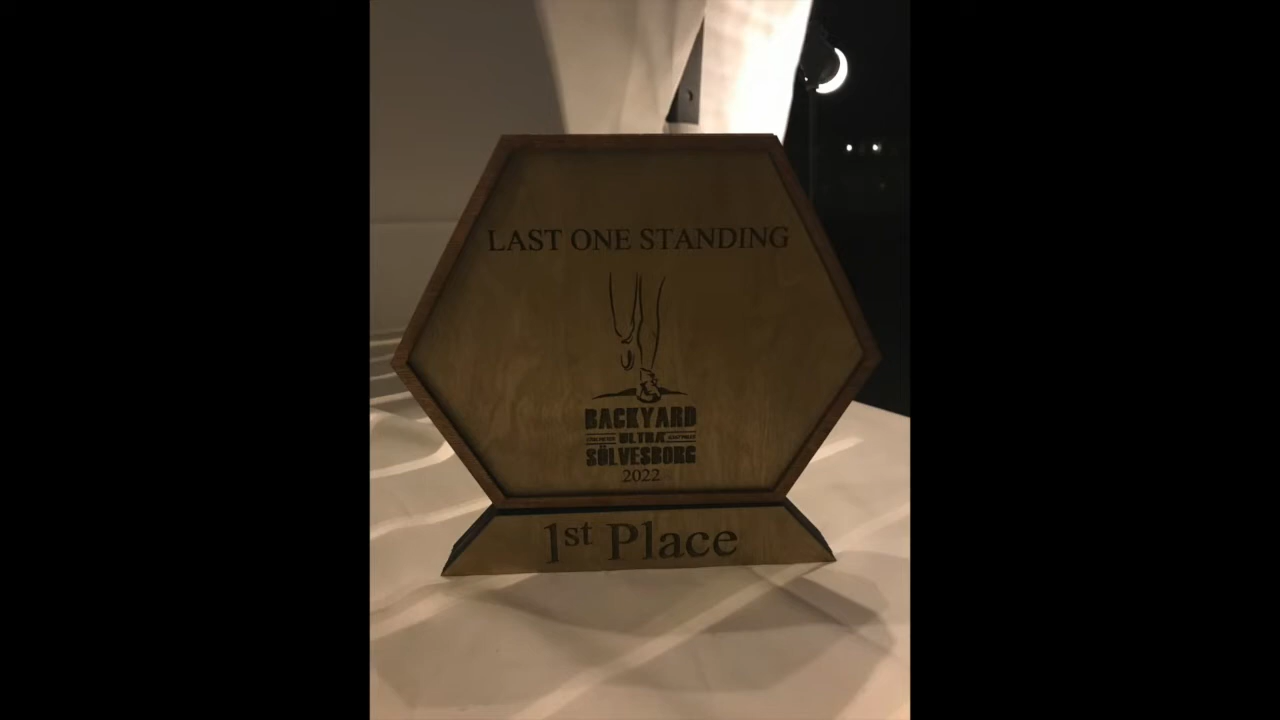 LAST ONE STANDING
BACKYARD
ULTRA
SÖLVESBORG
2022
1st Place